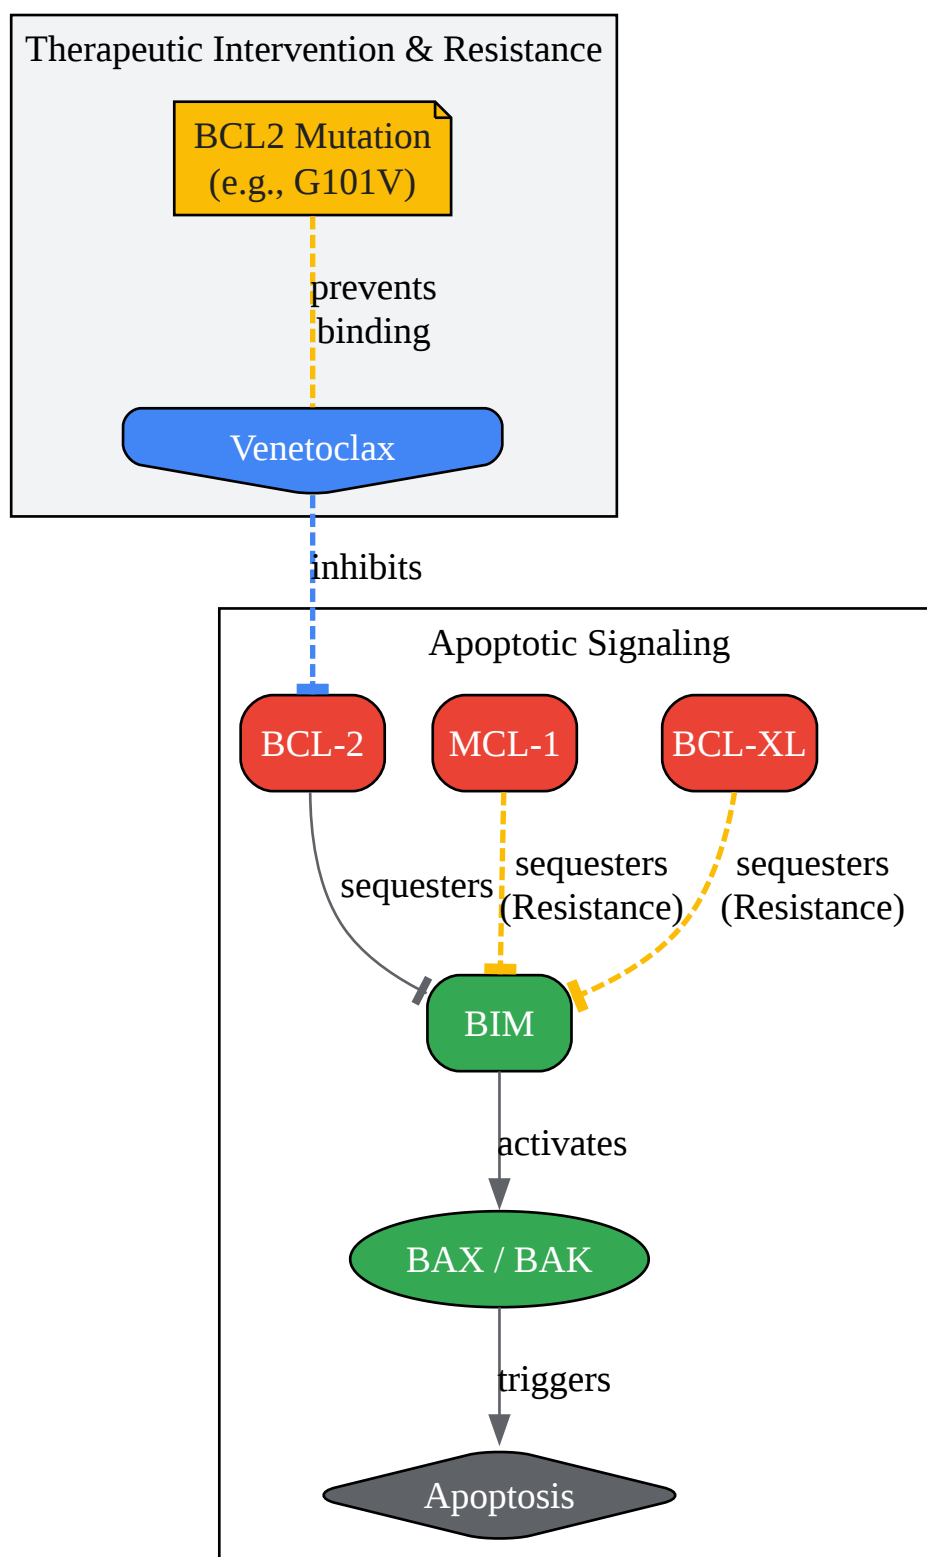 Therapeutic Intervention & Resistance
BCL2 Mutation
(e.g., G101V)
prevents
binding
Venetoclax
inhibits
Apoptotic Signaling
BCL-2
MCL-1
BCL-XL
sequesters
sequesters
(Resistance)
sequesters
(Resistance)
BIM
activates
BAX / BAK
triggers
Apoptosis